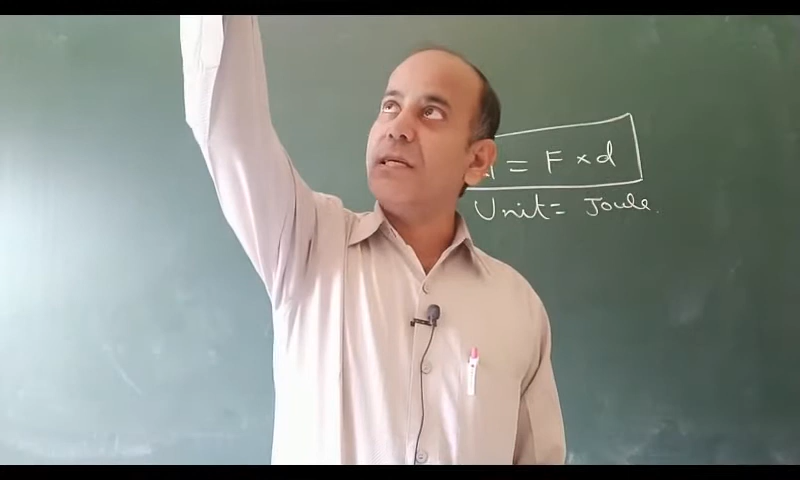 = F × d
Unit = Joule.